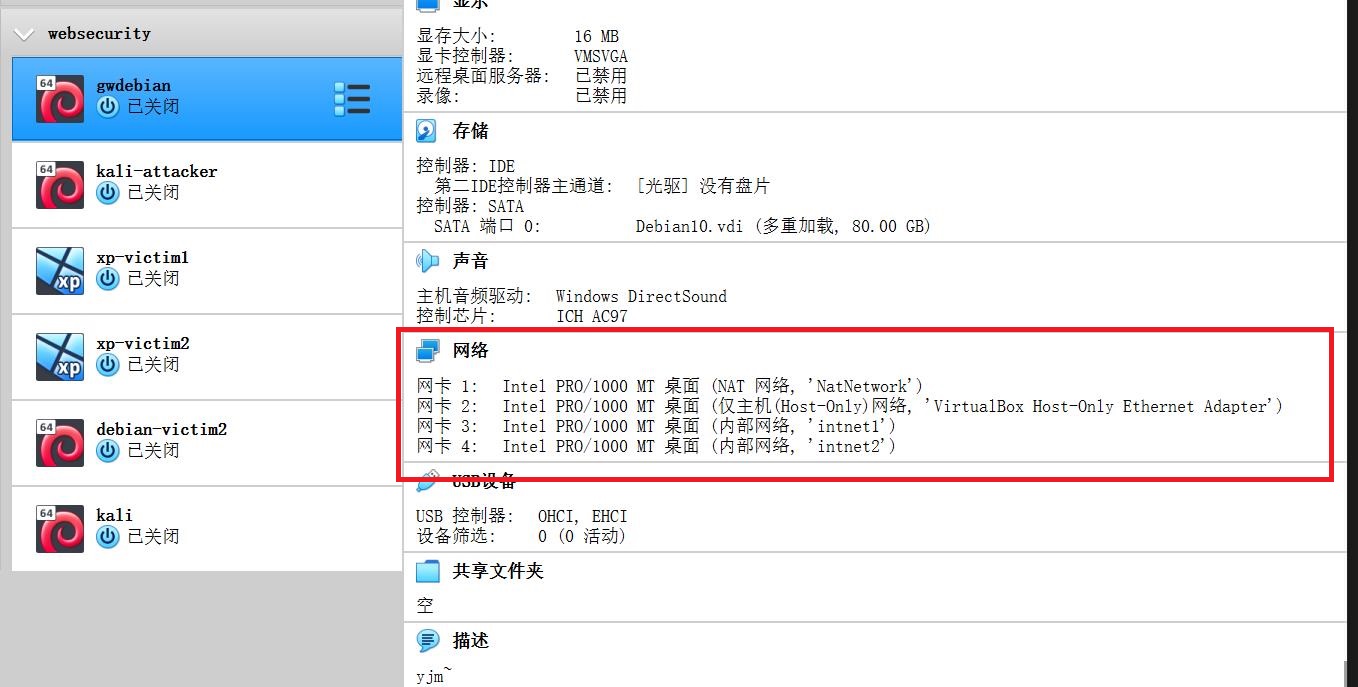 websecurity
64
gwdebian
已关闭
64
kali-attacker
已关闭
xp
xp-victim1
已关闭
xp
xp-victim2
已关闭
64
debian-victim2
已关闭
64
kali
已关闭
显示
显存大小: 16 MB
显卡控制器: VMSVGA
远程桌面服务器: 已禁用
录像: 已禁用
存储
控制器: IDE
第二IDE控制器主通道: [光驱] 没有盘片
控制器: SATA
SATA 端口 0: Debian10.vdi (多重加载, 80.00 GB)
声音
主机音频驱动: Windows DirectSound
控制芯片: ICH AC97
网络
网卡 1: Intel PRO/1000 MT 桌面 (NAT 网络, 'NatNetwork')
网卡 2: Intel PRO/1000 MT 桌面 (仅主机(Host-Only)网络, 'VirtualBox Host-Only Ethernet Adapter')
网卡 3: Intel PRO/1000 MT 桌面 (内部网络, 'intnet1')
网卡 4: Intel PRO/1000 MT 桌面 (内部网络, 'intnet2')
USB设备
USB 控制器: OHCI, EHCI
设备筛选: 0 (0 活动)
共享文件夹
空
描述
yjm~